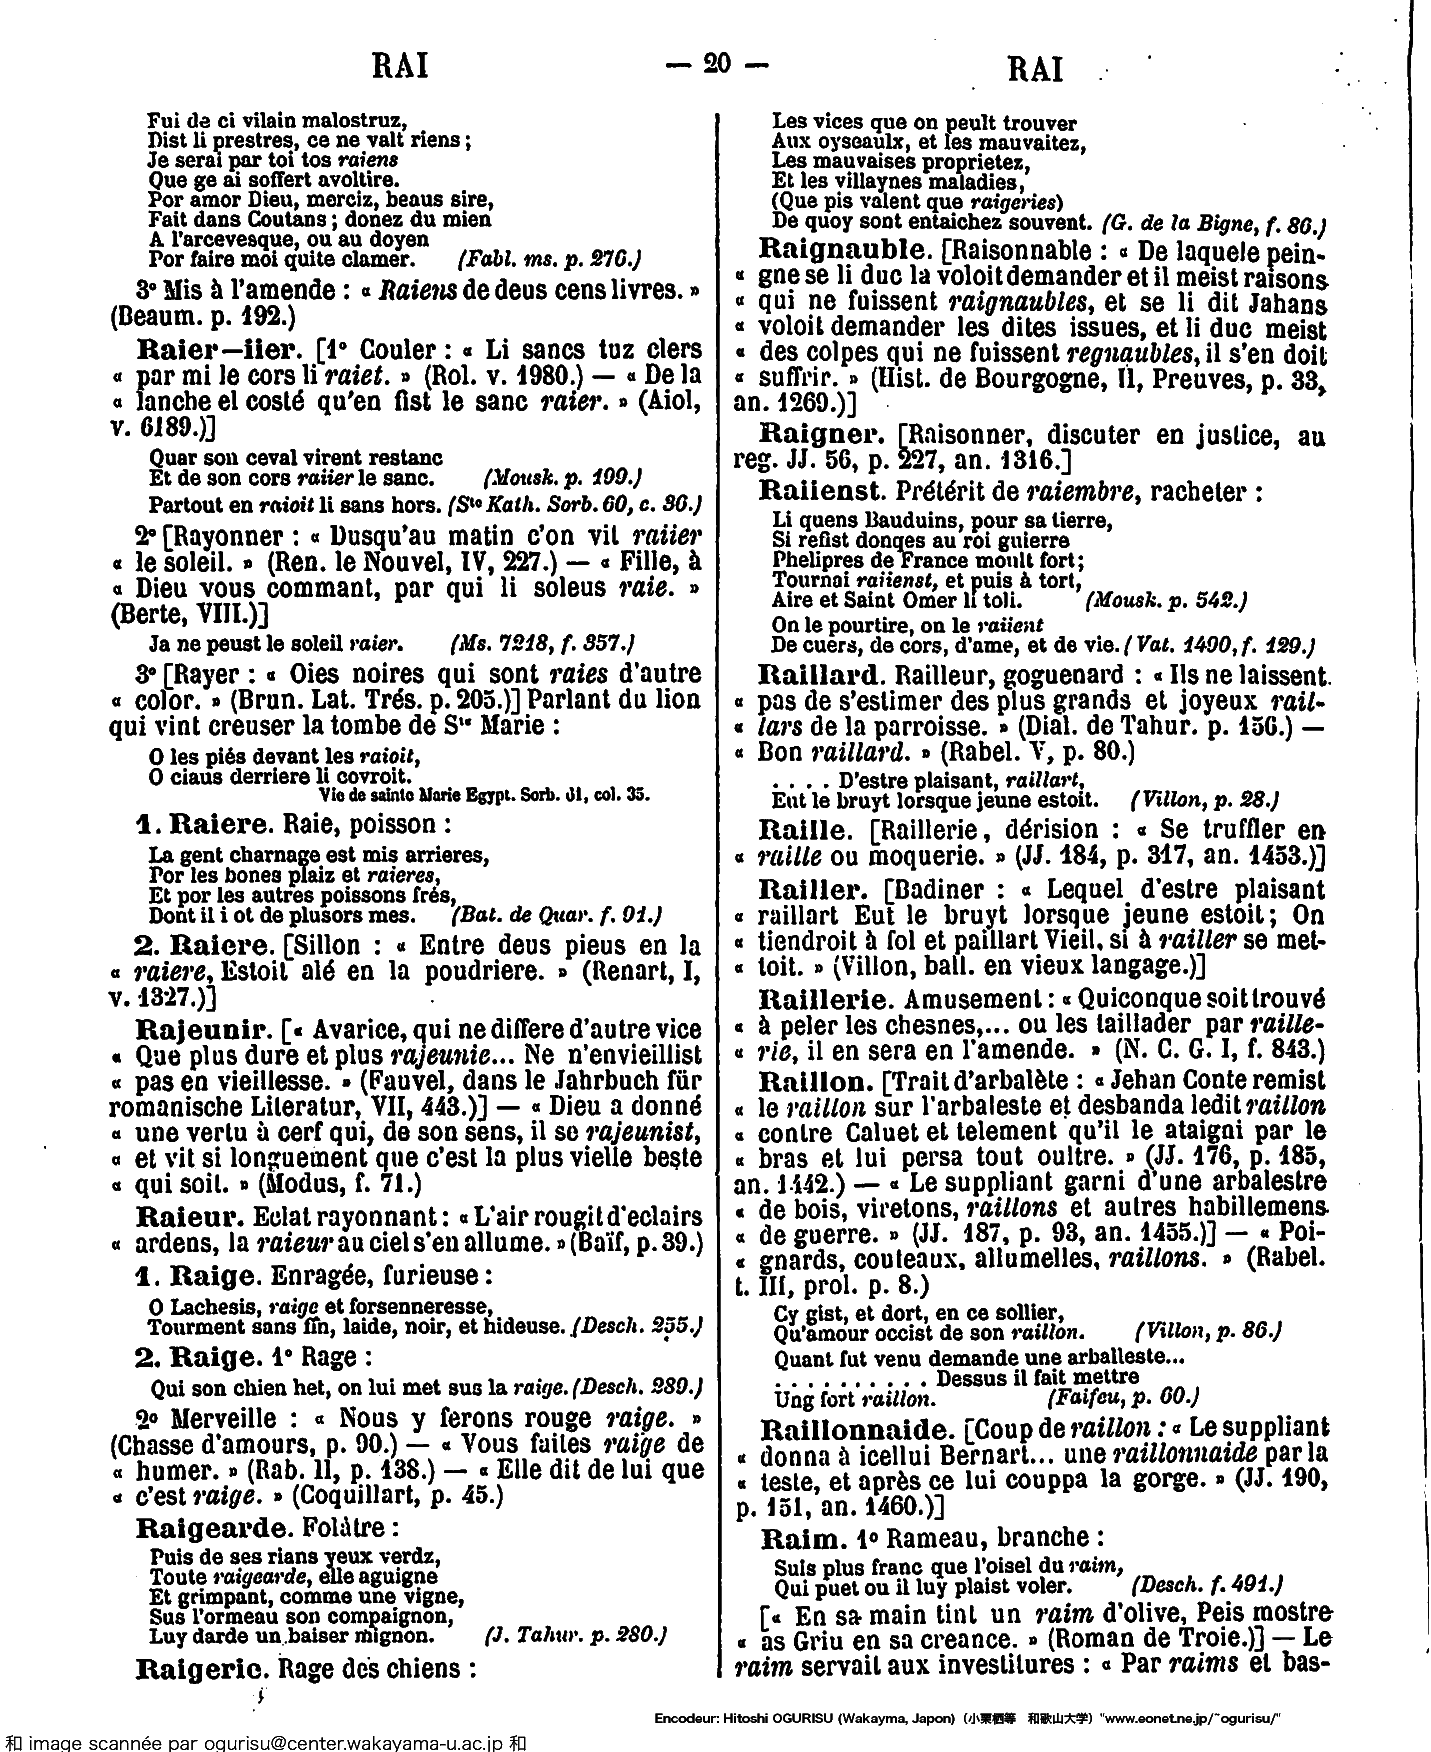 RAI — 20 — RAI
Fui de ci vilain malostruz,
Dist li prestres, ce ne valt riens ;
Je serai par toi tos raiens
Que ge ai soffert avoltire.
Por amor Dieu, merciz, beaus sire,
Fait dans Coutans ; donez du mien
A l'arcevesque, ou au doyen
Por faire moi quite clamer. (Fabl. ms. p. 276.)
3° Mis à l'amende : « Raiens de deus cens livres. »
(Beaum. p. 192.)
Raier—iier. [1° Couler : « Li sancs tuz clers
« par mi le cors li raiet. » (Rol. v. 1980.) — « De la
« lanche el costé qu'en fist le sanc raier. » (Aiol,
v. 6189.)]
Quar son ceval virent restanc
Et de son cors raiier le sanc. (Mousk. p. 199.)
Partout en raioit li sans hors. (Ste Kath. Sorb. 60, c. 36.)
2° [Rayonner : « Dusqu'au matin c'on vit raiier
« le soleil. » (Ren. le Nouvel, IV, 227.) — « Fille, à
« Dieu vous commant, par qui li soleus raie. »
(Berte, VIII.)]
Ja ne peust le soleil raier. (Ms. 7218, f. 357.)
3° [Rayer : « Oies noires qui sont raies d'autre
« color. » (Brun. Lat. Trés. p. 205.)] Parlant du lion
qui vint creuser la tombe de Ste Marie :
O les piés devant les raioit,
O ciaus derriere li covroit.
Vie de sainte Marie Egypt. Sorb. 61, col. 35.
1. Raiere. Raie, poisson :
La gent charnage est mis arrieres,
Por les bones plaiz et raieres,
Et por les autres poissons frés,
Dont il i ot de plusors mes. (Bat. de Quar. f. 91.)
2. Raiere. [Sillon : « Entre deus pieus en la
« raiere, Estoit alé en la poudriere. » (Renart, I,
v. 1327.)]
Rajeunir. [« Avarice, qui ne differe d'autre vice
« Que plus dure et plus rajeunie... Ne n'envieillist
« pas en vieillesse. » (Fauvel, dans le Jahrbuch für
romanische Literatur, VII, 443.)] — « Dieu a donné
« une vertu à cerf qui, de son sens, il se rajeunist,
« et vit si longuement que c'est la plus vielle beste
« qui soit. » (Modus, f. 71.)
Raieur. Eclat rayonnant : « L'air rougit d'eclairs
« ardens, la raieur au ciel s'en allume. » (Baïf, p. 39.)
1. Raige. Enragée, furieuse :
O Lachesis, raige et forsenneresse,
Tourment sans fin, laide, noir, et hideuse. (Desch. 255.)
2. Raige. 1° Rage :
Qui son chien het, on lui met sus la raige. (Desch. 289.)
2° Merveille : « Nous y ferons rouge raige. »
(Chasse d'amours, p. 90.) — « Vous faites raige de
« humer. » (Rab. II, p. 138.) — « Elle dit de lui que
« c'est raige. » (Coquillart, p. 45.)
Raigearde. Folâtre :
Puis de ses rians yeux verdz,
Toute raigearde, elle aguigne
Et grimpant, comme une vigne,
Sus l'ormeau son compaignon,
Luy darde un baiser mignon. (J. Tahur. p. 280.)
Raigerie. Rage des chiens :
Les vices que on peult trouver
Aux oyseaulx, et les mauvaitez,
Les mauvaises proprietez,
Et les villaynes maladies,
(Que pis valent que raigeries)
De quoy sont entaichez souvent. (G. de la Bigne, f. 86.)
Raignauble. [Raisonnable : « De laquele pein-
« gne se li duc la voloit demander et il meist raisons
« qui ne fuissent raignaubles, et se li dit Jahans
« voloit demander les dites issues, et li duc meist
« des colpes qui ne fuissent regnaubles, il s'en doit
« suffrir. » (Hist. de Bourgogne, II, Preuves, p. 33,
an. 1269.)]
Raigner. [Raisonner, discuter en justice, au
reg. JJ. 56, p. 227, an. 1316.]
Raiienst. Prétérit de raiembre, racheter :
Li quens Bauduins, pour sa tierre,
Si refist donqes au roi guierre
Phelipres de France moult fort ;
Tournai raiienst, et puis à tort,
Aire et Saint Omer li toli. (Mousk. p. 542.)
On le pourtire, on le raiient
De cuers, de cors, d'ame, et de vie. (Vat. 1490, f. 129.)
Raillard. Railleur, goguenard : « Ils ne laissent
« pas de s'estimer des plus grands et joyeux rail-
« lars de la parroisse. » (Dial. de Tahur. p. 156.) —
« Bon raillard. » (Rabel. V, p. 80.)
. . . . D'estre plaisant, raillart,
Eut le bruyt lorsque jeune estoit. (Villon, p. 28.)
Raille. [Raillerie, dérision : « Se truffler en
« raille ou moquerie. » (JJ. 184, p. 317, an. 1453.)]
Railler. [Badiner : « Lequel d'estre plaisant
« raillart Eut le bruyt lorsque jeune estoit ; On
« tiendroit à fol et paillart Vieil, si à railler se met-
« toit. » (Villon, ball. en vieux langage.)]
Raillerie. Amusement : « Quiconque soit trouvé
« à peler les chesnes,... ou les taillader par raille-
« rie, il en sera en l'amende. » (N. C. G. I, f. 843.)
Raillon. [Trait d'arbalète : « Jehan Conte remist
« le raillon sur l'arbaleste et desbanda ledit raillon
« contre Caluet et telement qu'il le ataigni par le
« bras et lui persa tout oultre. » (JJ. 176, p. 185,
an. 1442.) — « Le suppliant garni d'une arbalestre
« de bois, viretons, raillons et autres habillemens
« de guerre. » (JJ. 187, p. 93, an. 1455.)] — « Poi-
« gnards, couteaux, allumelles, raillons. » (Rabel.
t. III, prol. p. 8.)
Cy gist, et dort, en ce sollier,
Qu'amour occist de son raillon. (Villon, p. 86.)
Quant fut venu demande une arballeste...
. . . . . . . . . . Dessus il fait mettre
Ung fort raillon. (Faifeu, p. 60.)
Raillonnaide. [Coup de raillon : « Le suppliant
« donna à icellui Bernart... une raillonnaide par la
« teste, et après ce lui couppa la gorge. » (JJ. 190,
p. 151, an. 1460.)]
Raim. 1° Rameau, branche :
Suis plus franc que l'oisel du raim,
Qui puet ou il luy plaist voler. (Desch. f. 491.)
[« En sa main tint un raim d'olive, Peis mostre
« as Griu en sa creance. » (Roman de Troie.)] — Le
raim servait aux investitures : « Par raims et bas-
Encodeur: Hitoshi OGURISU (Wakayma, Japon) (小栗栖等 和歌山大学) "www.eonet.ne.jp/~ogurisu/"
和 image scannée par ogurisu@center.wakayama-u.ac.jp 和